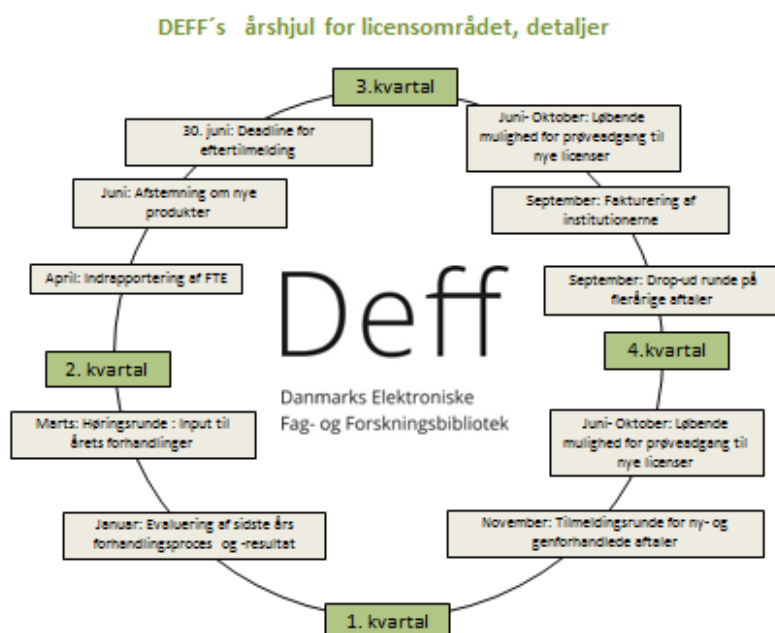 DEFF´s årshjul for licensområdet, detaljer
3.kvartal
Juni- Oktober: Løbende
mulighed for prøveadgang til
nye licenser
September: Fakturering af
institutionerne
September: Drop-ud runde på
flerårige aftaler
4.kvartal
Juni- Oktober: Løbende
mulighed for prøveadgang til
nye licenser
November: Tilmeldingsrunde for ny- og
genforhandlede aftaler
1. kvartal
Januar: Evaluering af sidste års
forhandlingsproces og -resultat
Marts: Høringsrunde : Input til
årets forhandlinger
2. kvartal
April: Indrapportering af FTE
Juni: Afstemning om nye
produkter
30. juni: Deadline for
eftertilmelding
Deff
Danmarks Elektroniske
Fag- og Forskningsbibliotek